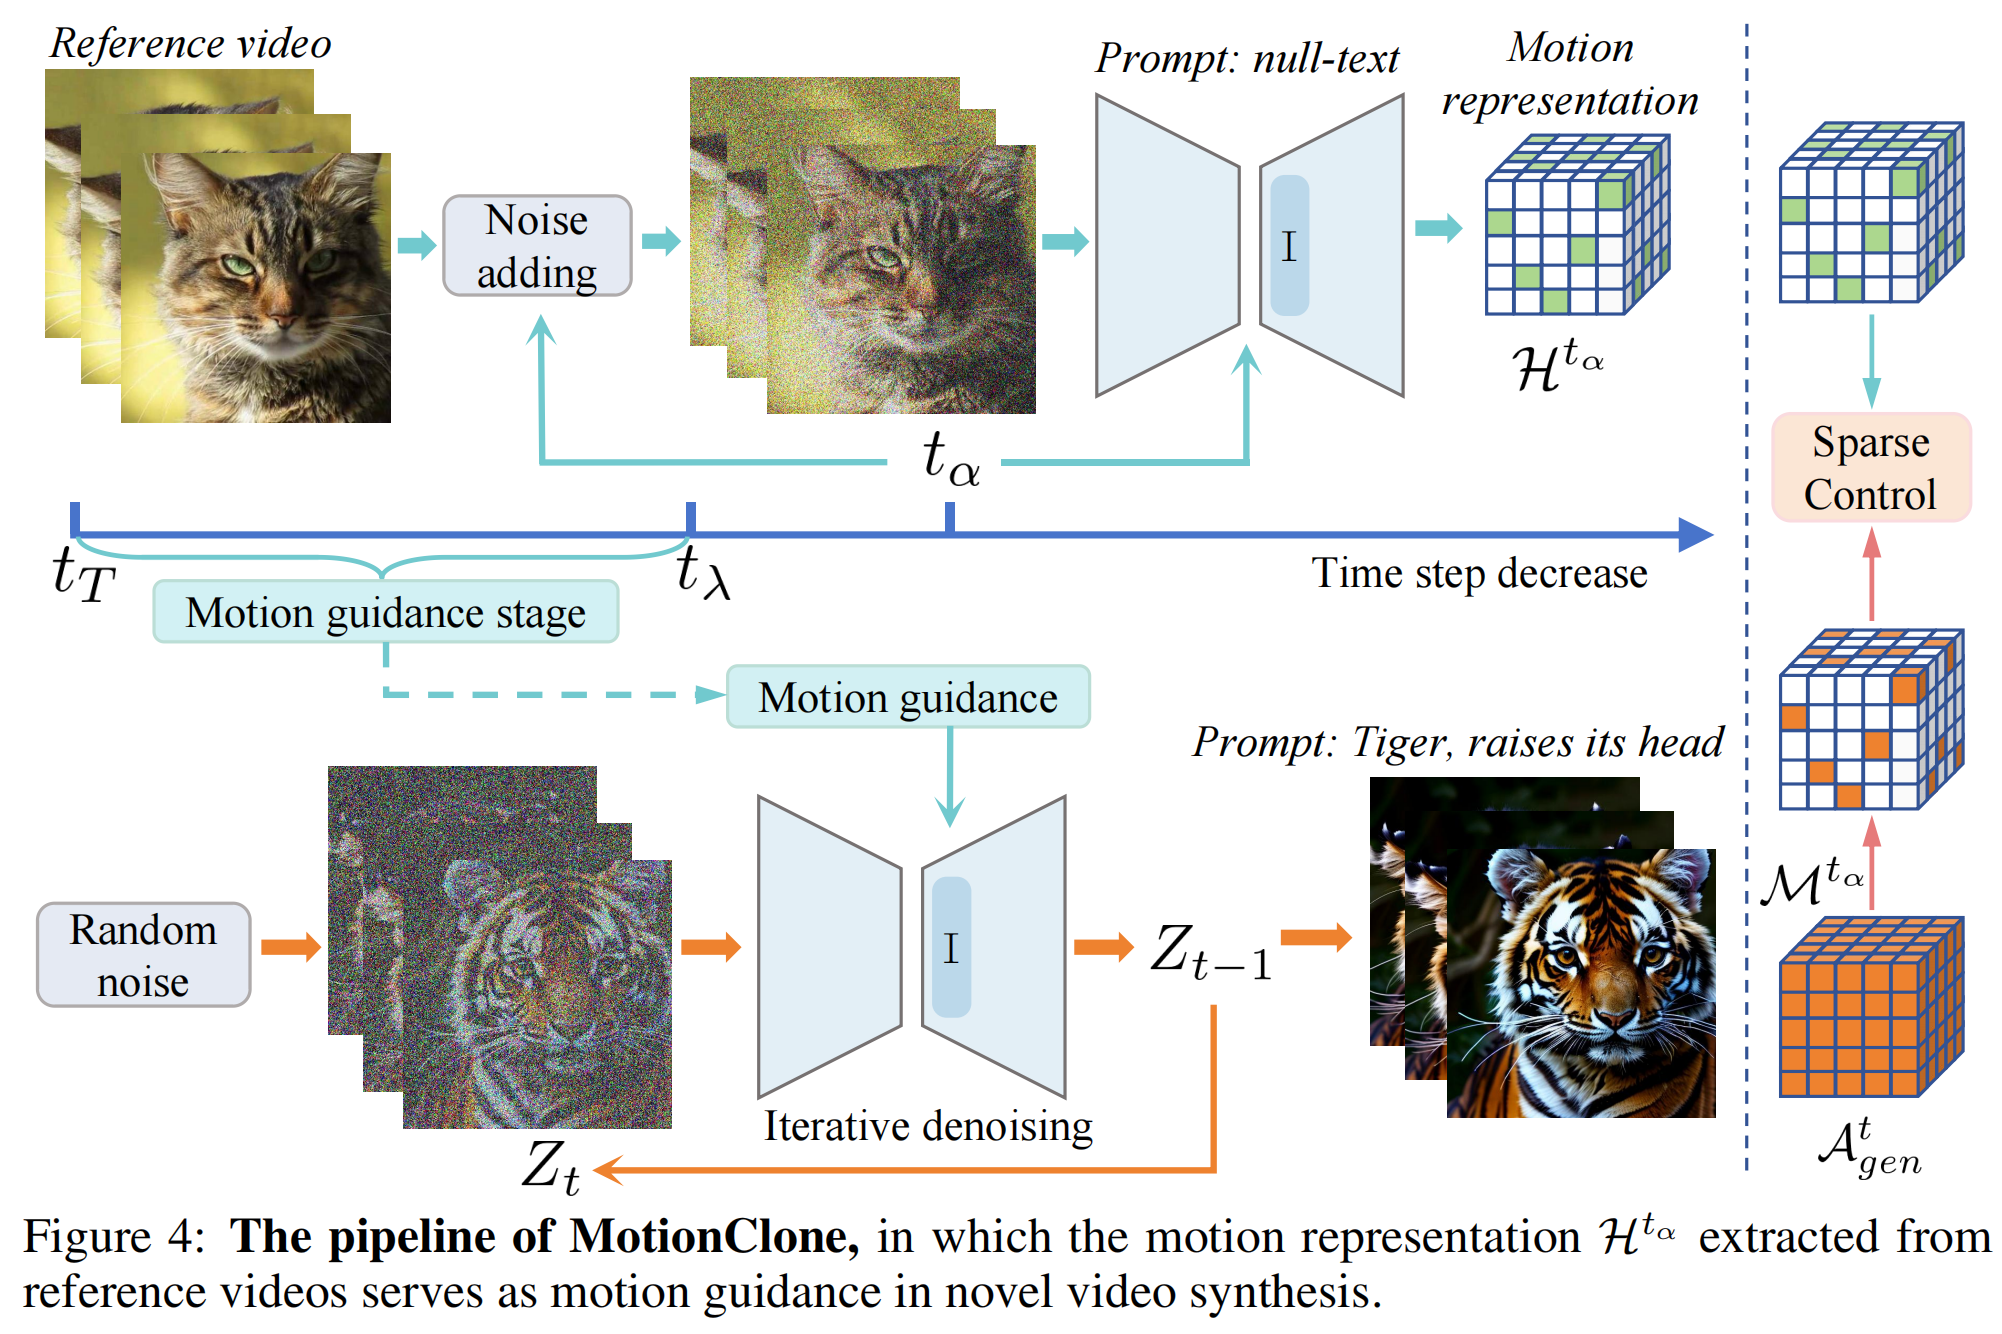 Reference video
Prompt: null-text
Motion
representation
Noise
adding
I
$\mathcal{H}^{t_\alpha}$
$t_\alpha$
$t_T$
$t_\lambda$
Time step decrease
Motion guidance stage
Motion guidance
Prompt: Tiger, raises its head
Random
noise
I
$Z_{t-1}$
Iterative denoising
$Z_t$
Sparse
Control
$\mathcal{M}^{t_\alpha}$
$\mathcal{A}^t_{gen}$
Figure 4: The pipeline of MotionClone, in which the motion representation $\mathcal{H}^{t_\alpha}$ extracted from
reference videos serves as motion guidance in novel video synthesis.